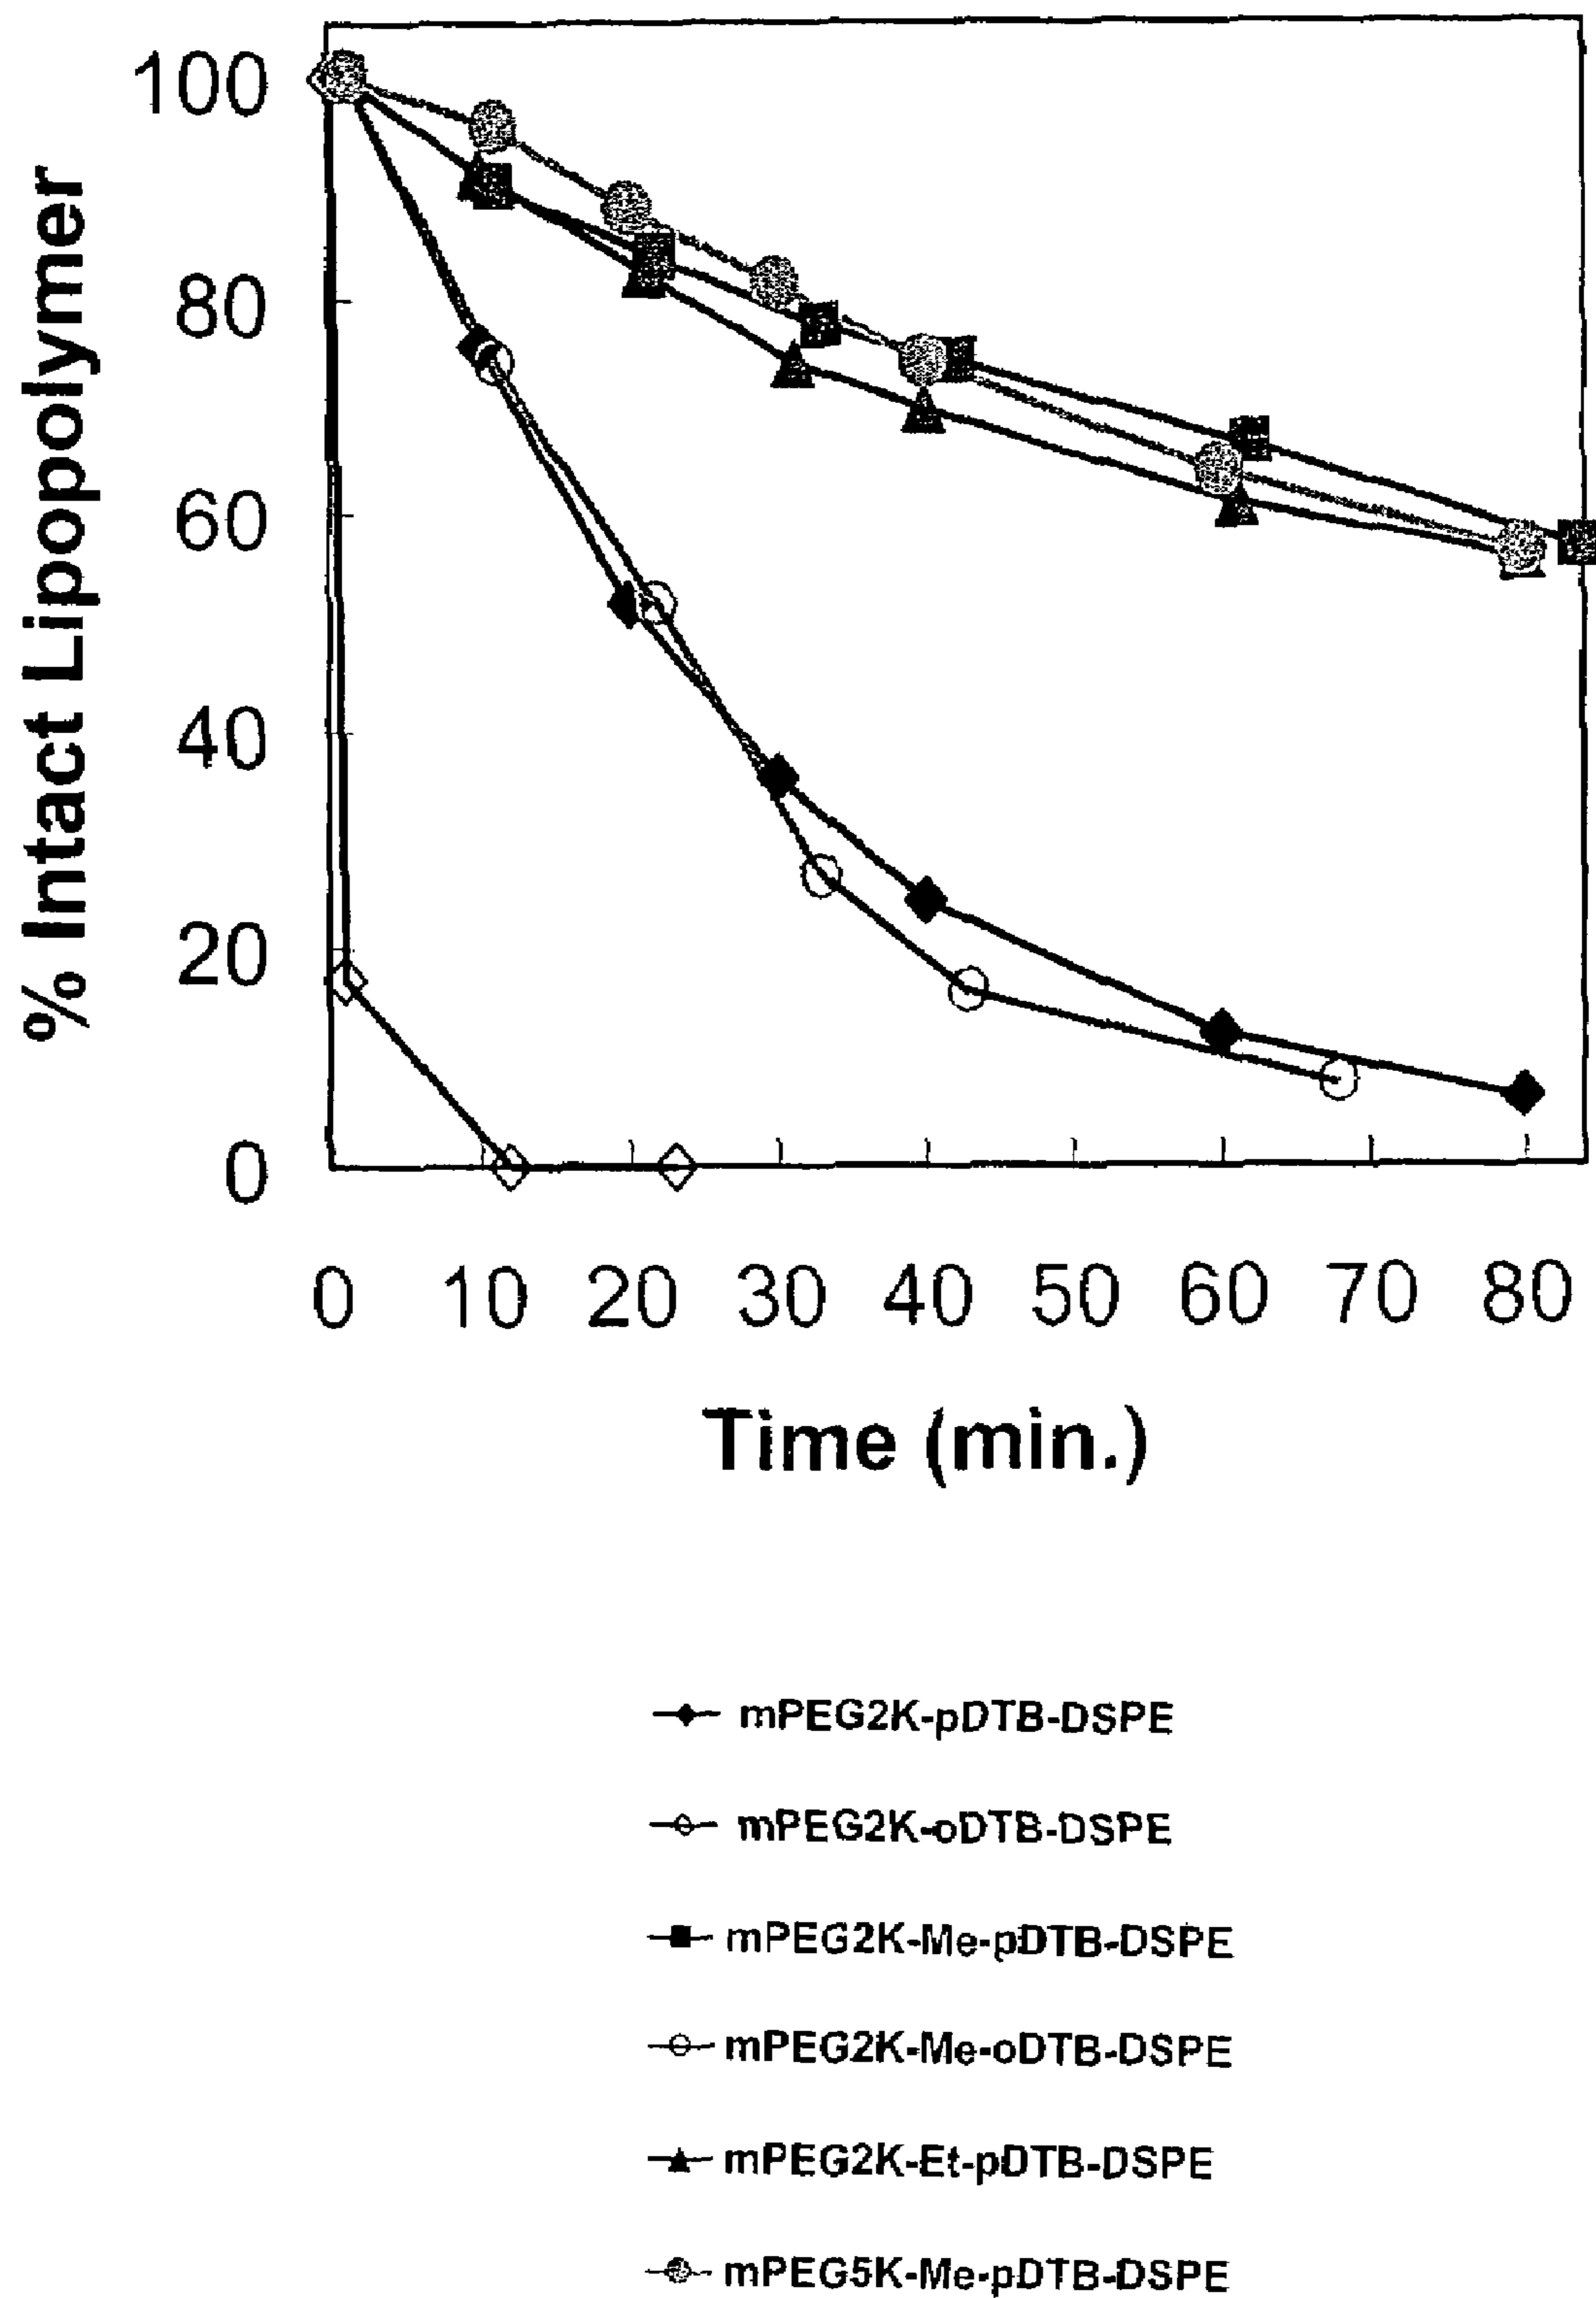 % Intact Lipopolymer
100
80
60
40
20
0
0 10 20 30 40 50 60 70 80
Time (min.)
mPEG2K-pDTB-DSPE
mPEG2K-oDTB-DSPE
mPEG2K-Me-pDTB-DSPE
mPEG2K-Me-oDTB-DSPE
mPEG2K-Et-pDTB-DSPE
mPEG5K-Me-pDTB-DSPE